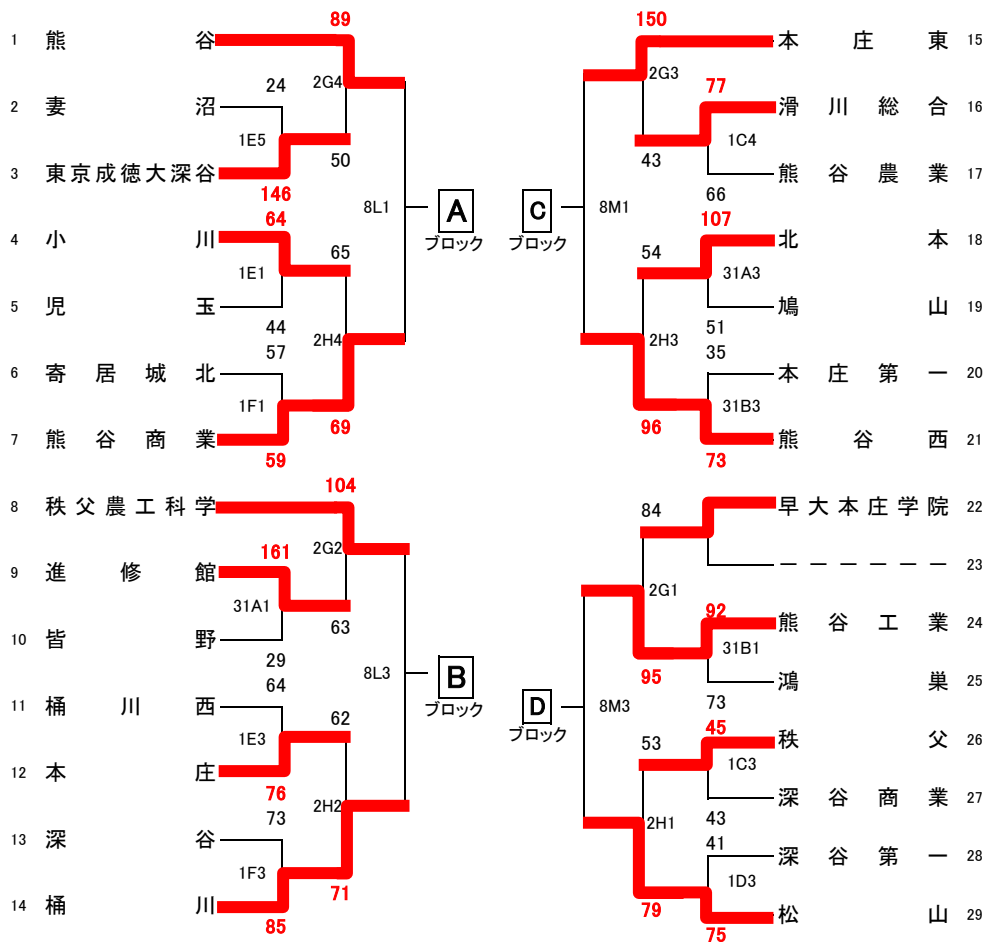 89
1 熊谷
24
2G4
2 妻沼
1E5
50
3 東京成徳大深谷
146
8L1
A
ブロック
64
4 小川
65
1E1
5 児玉
44
2H4
57
6 寄居城北
1F1
69
7 熊谷商業
59
104
8 秩父農工科学
2G2
161
9 進修館
31A1
63
10 皆野
29
8L3
B
ブロック
64
11 桶川西
62
1E3
12 本庄
76
2H2
73
13 深谷
1F3
71
14 桶川
85
150
本庄東 15
2G3
77
滑川総合 16
1C4
43
熊谷農業 17
66
C
8M1
ブロック
107
54
北本 18
31A3
鳩山 19
51
2H3
35
本庄第一 20
31B3
96
熊谷西 21
73
84
早大本庄学院 22
ーーーーーー 23
2G1
92
熊谷工業 24
31B1
95
鴻巣 25
73
D
8M3
ブロック
45
53
秩父 26
1C3
深谷商業 27
43
2H1
41
深谷第一 28
1D3
79
松山 29
75